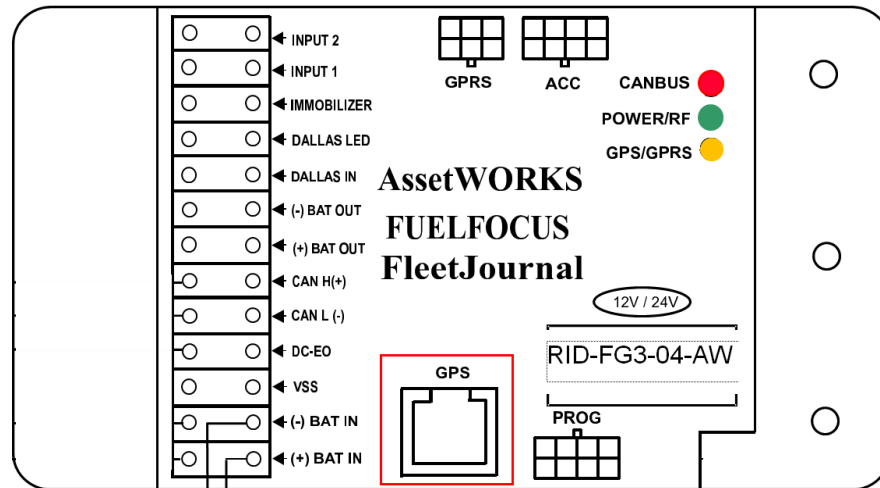 INPUT 2
INPUT 1
IMMOBILIZER
DALLAS LED
DALLAS IN
(-) BAT OUT
(+) BAT OUT
CAN H(+)
CAN L (-)
DC-EO
VSS
(-) BAT IN
(+) BAT IN
GPRS
ACC
CANBUS
POWER/RF
GPS/GPRS
AssetWORKS
FUELFOCUS
FleetJournal
12V / 24V
RID-FG3-04-AW
GPS
PROG